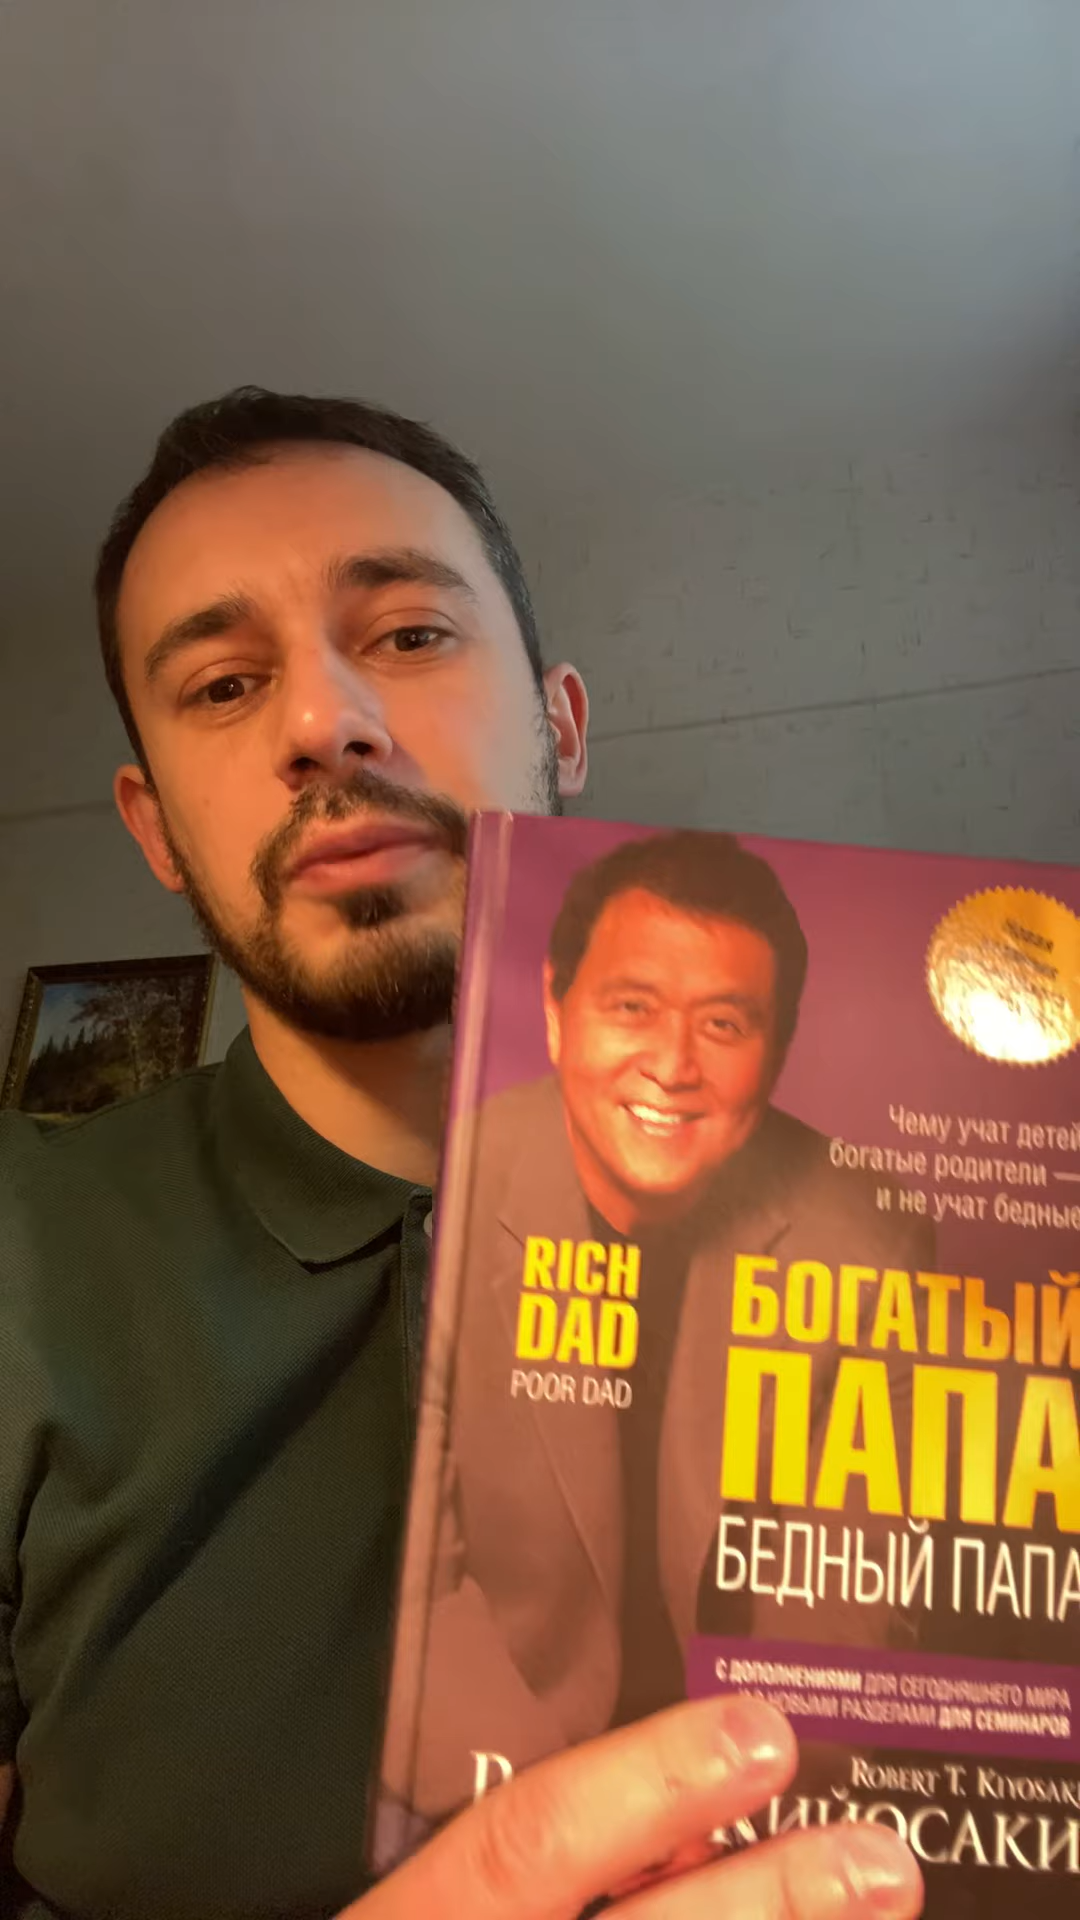 Новая
Чему учат детей
богатые родители —
и не учат бедные
RICH
DAD
POOR DAD
БОГАТЫЙ
ПАПА
БЕДНЫЙ ПАПА
С ДОПОЛНЕНИЯМИ ДЛЯ СЕГОДНЯШНЕГО МИРА
НОВЫМИ РАЗДЕЛАМИ ДЛЯ СЕМИНАРОВ
ROBERT T. KIYOSAKI
КИЙОСАКИ